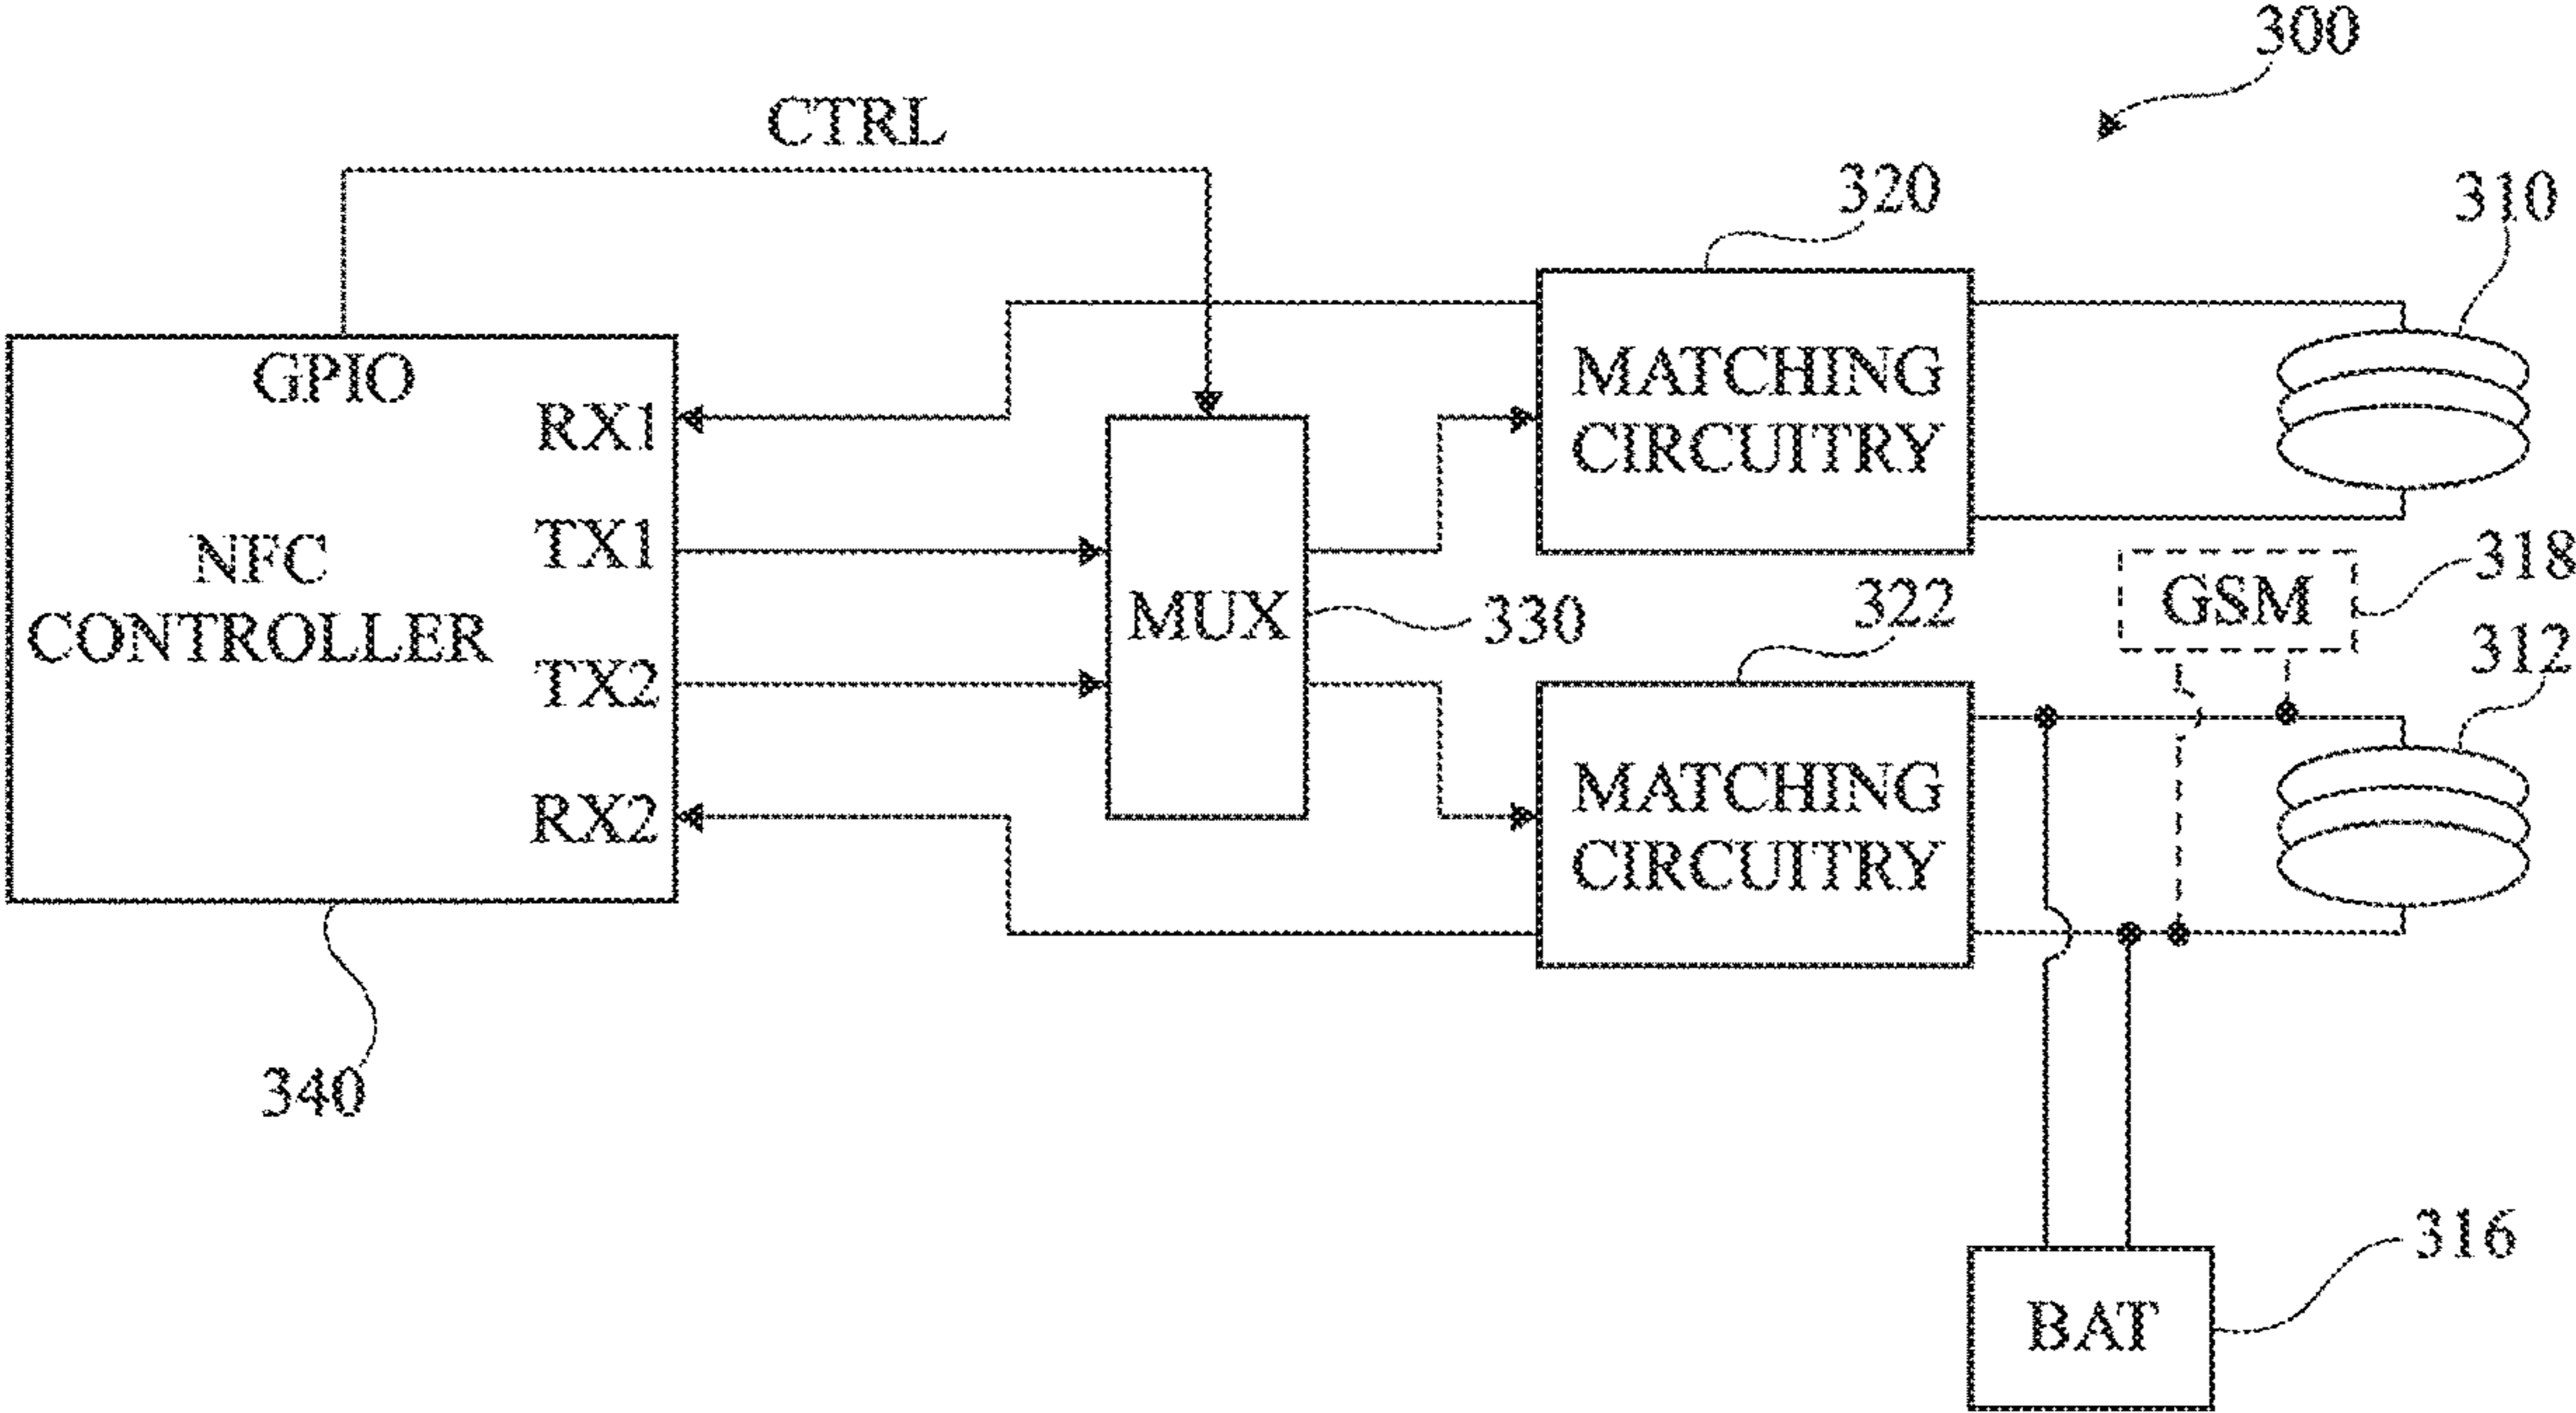 300
CTRL
320
310
GPIO
RX1
MATCHING
CIRCUITRY
TX1
NFC
CONTROLLER
MUX
330
318
GSM
322
312
TX2
MATCHING
CIRCUITRY
RX2
340
316
BAT